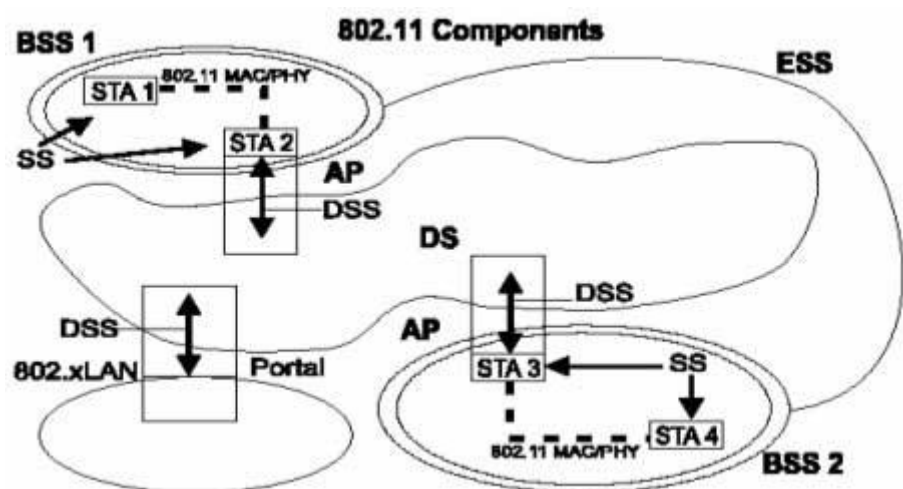 802.11 Components
BSS 1
ESS
802.11 MAC/PHY
STA 1
STA 2
SS
AP
DSS
DS
DSS
DSS
AP
802.xLAN
Portal
STA 3
SS
STA 4
802.11 MAC/PHY
BSS 2